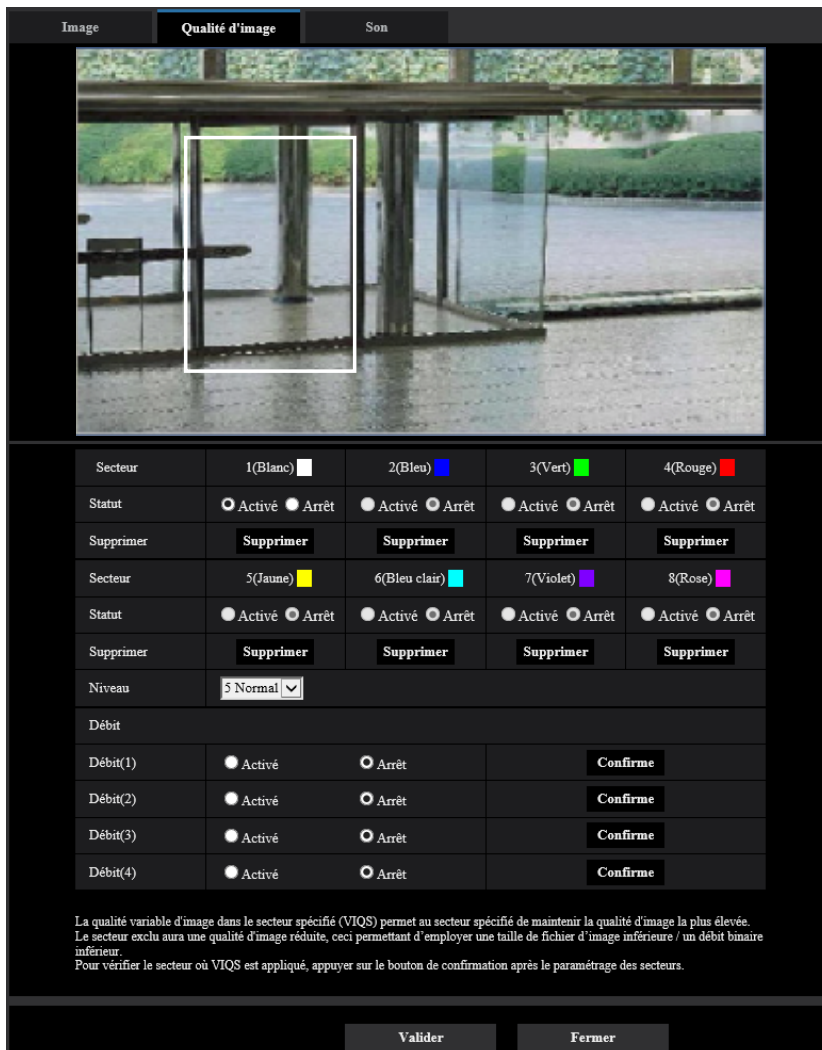 Image Qualité d'image Son
Secteur 1(Blanc) 2(Bleu) 3(Vert) 4(Rouge)
Statut Activé Arrêt Activé Arrêt Activé Arrêt Activé Arrêt
Supprimer Supprimer Supprimer Supprimer Supprimer
Secteur 5(Jaune) 6(Bleu clair) 7(Violet) 8(Rose)
Statut Activé Arrêt Activé Arrêt Activé Arrêt Activé Arrêt
Supprimer Supprimer Supprimer Supprimer Supprimer
Niveau 5 Normal
Débit
Débit(1) Activé Arrêt Confirme
Débit(2) Activé Arrêt Confirme
Débit(3) Activé Arrêt Confirme
Débit(4) Activé Arrêt Confirme
La qualité variable d'image dans le secteur spécifié (VIQS) permet au secteur spécifié de maintenir la qualité d'image la plus élevée.
Le secteur exclu aura une qualité d'image réduite, ceci permettant d’employer une taille de fichier d’image inférieure / un débit binaire
inférieur.
Pour vérifier le secteur où VIQS est appliqué, appuyer sur le bouton de confirmation après le paramétrage des secteurs.
Valider Fermer